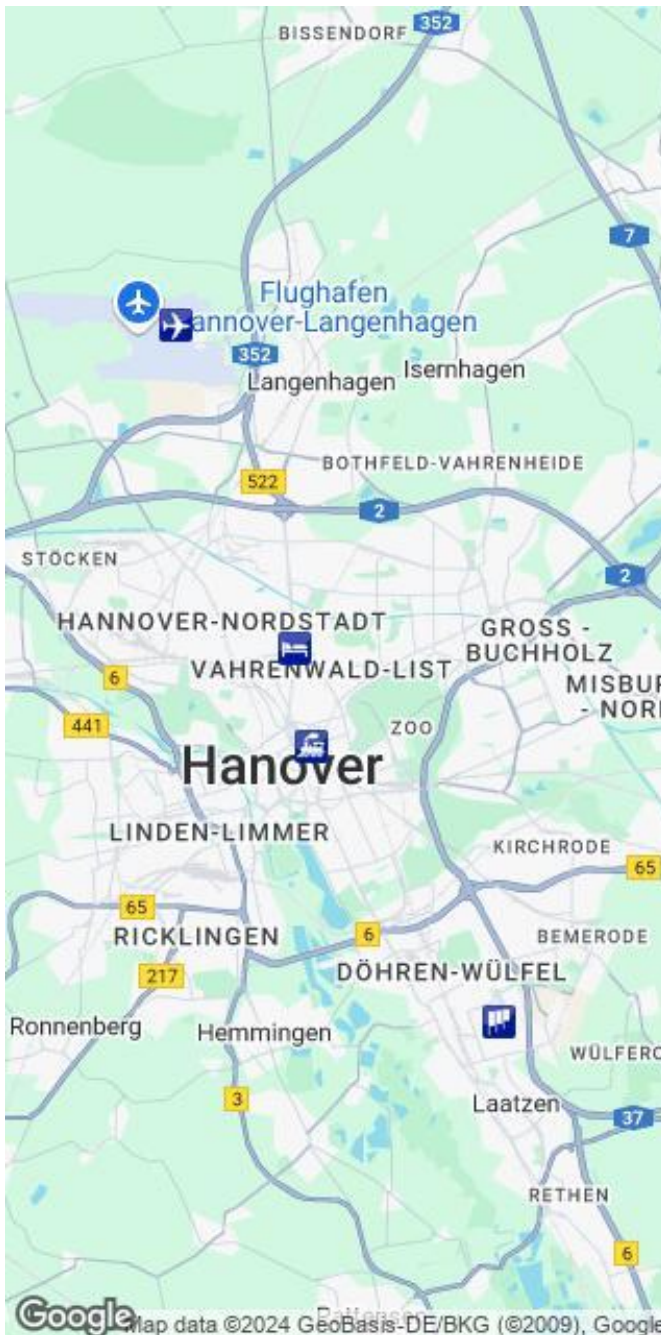 BISSENDORF
352
7
Flughafen
annover-Langenhagen
352
Isernhagen
Langenhagen
BOTHFELD-VAHRENHEIDE
522
2
STÖCKEN
2
HANNOVER-NORDSTADT
GROSS -
BUCHHOLZ
VAHRENWALD-LIST
6
MISBUR
- NORD
441
ZOO
Hanover
LINDEN-LIMMER
KIRCHRODE
65
65
RICKLINGEN
6
BEMERODE
217
DÖHREN-WÜLFEL
Ronnenberg
Hemmingen
WÜLFERO
3
Laatzen
37
RETHEN
6
Pattensen
Google
Map data ©2024 GeoBasis-DE/BKG (©2009), Google